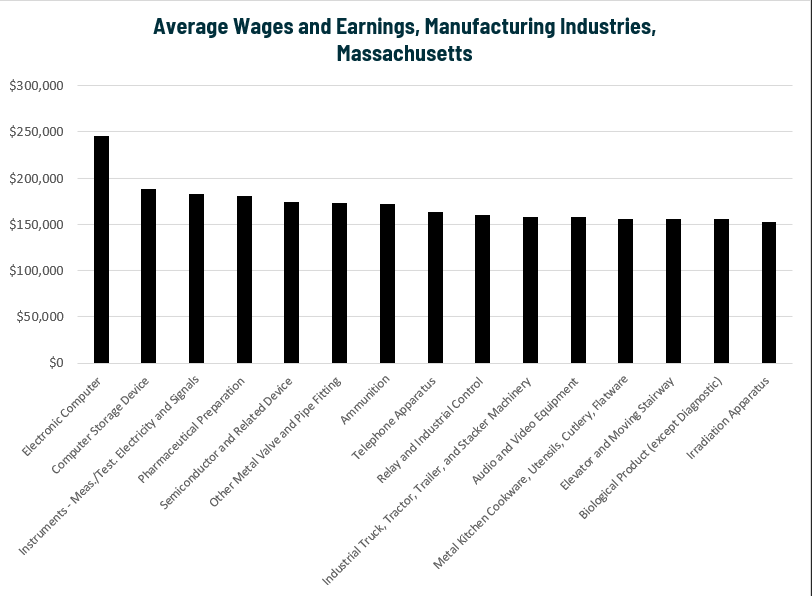 Average Wages and Earnings, Manufacturing Industries,
Massachusetts
$300,000
$250,000
$200,000
$150,000
$100,000
$50,000
$0
Electronic Computer
Computer Storage Device
Instruments - Meas./Test. Electricity and Signals
Pharmaceutical Preparation
Semiconductor and Related Device
Other Metal Valve and Pipe Fitting
Ammunition
Telephone Apparatus
Relay and Industrial Control
Industrial Truck, Tractor, Trailer, and Stacker Machinery
Audio and Video Equipment
Metal Kitchen Cookware, Utensils, Cutlery, Flatware
Elevator and Moving Stairway
Biological Product (except Diagnostic)
Irradiation Apparatus